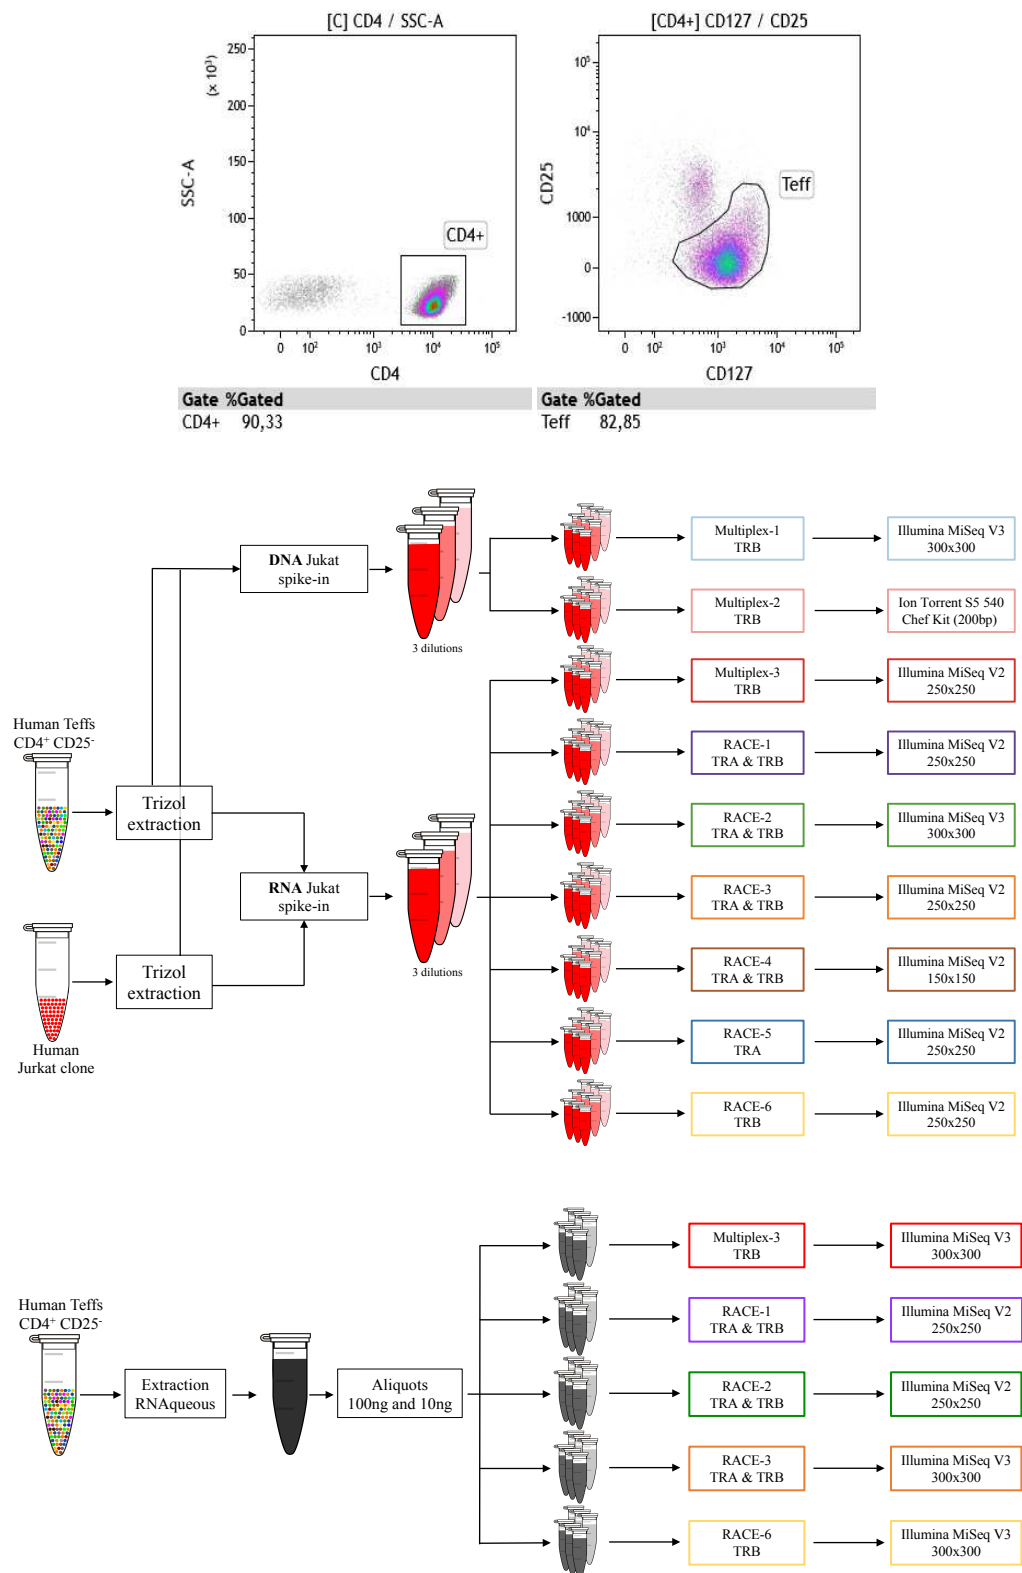 [C] CD4 / SSC-A
250
(x 10³)
200
150
100
50
0
SSC-A
CD4+
0 10² 10³ 10⁴ 10⁵
CD4
Gate %Gated
CD4+ 90,33
[CD4+] CD127 / CD25
10⁵
10⁴
1000
0
-1000
CD25
Teff
0 10² 10³ 10⁴ 10⁵
CD127
Gate %Gated
Teff 82,85
Human Teffs
CD4⁺ CD25⁻
Trizol
extraction
Human
Jurkat clone
Trizol
extraction
DNA Jukat
spike-in
3 dilutions
RNA Jukat
spike-in
3 dilutions
Multiplex-1
TRB
Illumina MiSeq V3
300x300
Multiplex-2
TRB
Ion Torrent S5 540
Chef Kit (200bp)
Multiplex-3
TRB
Illumina MiSeq V2
250x250
RACE-1
TRA & TRB
Illumina MiSeq V2
250x250
RACE-2
TRA & TRB
Illumina MiSeq V3
300x300
RACE-3
TRA & TRB
Illumina MiSeq V2
250x250
RACE-4
TRA & TRB
Illumina MiSeq V2
150x150
RACE-5
TRA
Illumina MiSeq V2
250x250
RACE-6
TRB
Illumina MiSeq V2
250x250
Human Teffs
CD4⁺ CD25⁻
Extraction
RNAqueous
Aliquots
100ng and 10ng
Multiplex-3
TRB
Illumina MiSeq V3
300x300
RACE-1
TRA & TRB
Illumina MiSeq V2
250x250
RACE-2
TRA & TRB
Illumina MiSeq V2
250x250
RACE-3
TRA & TRB
Illumina MiSeq V3
300x300
RACE-6
TRB
Illumina MiSeq V3
300x300